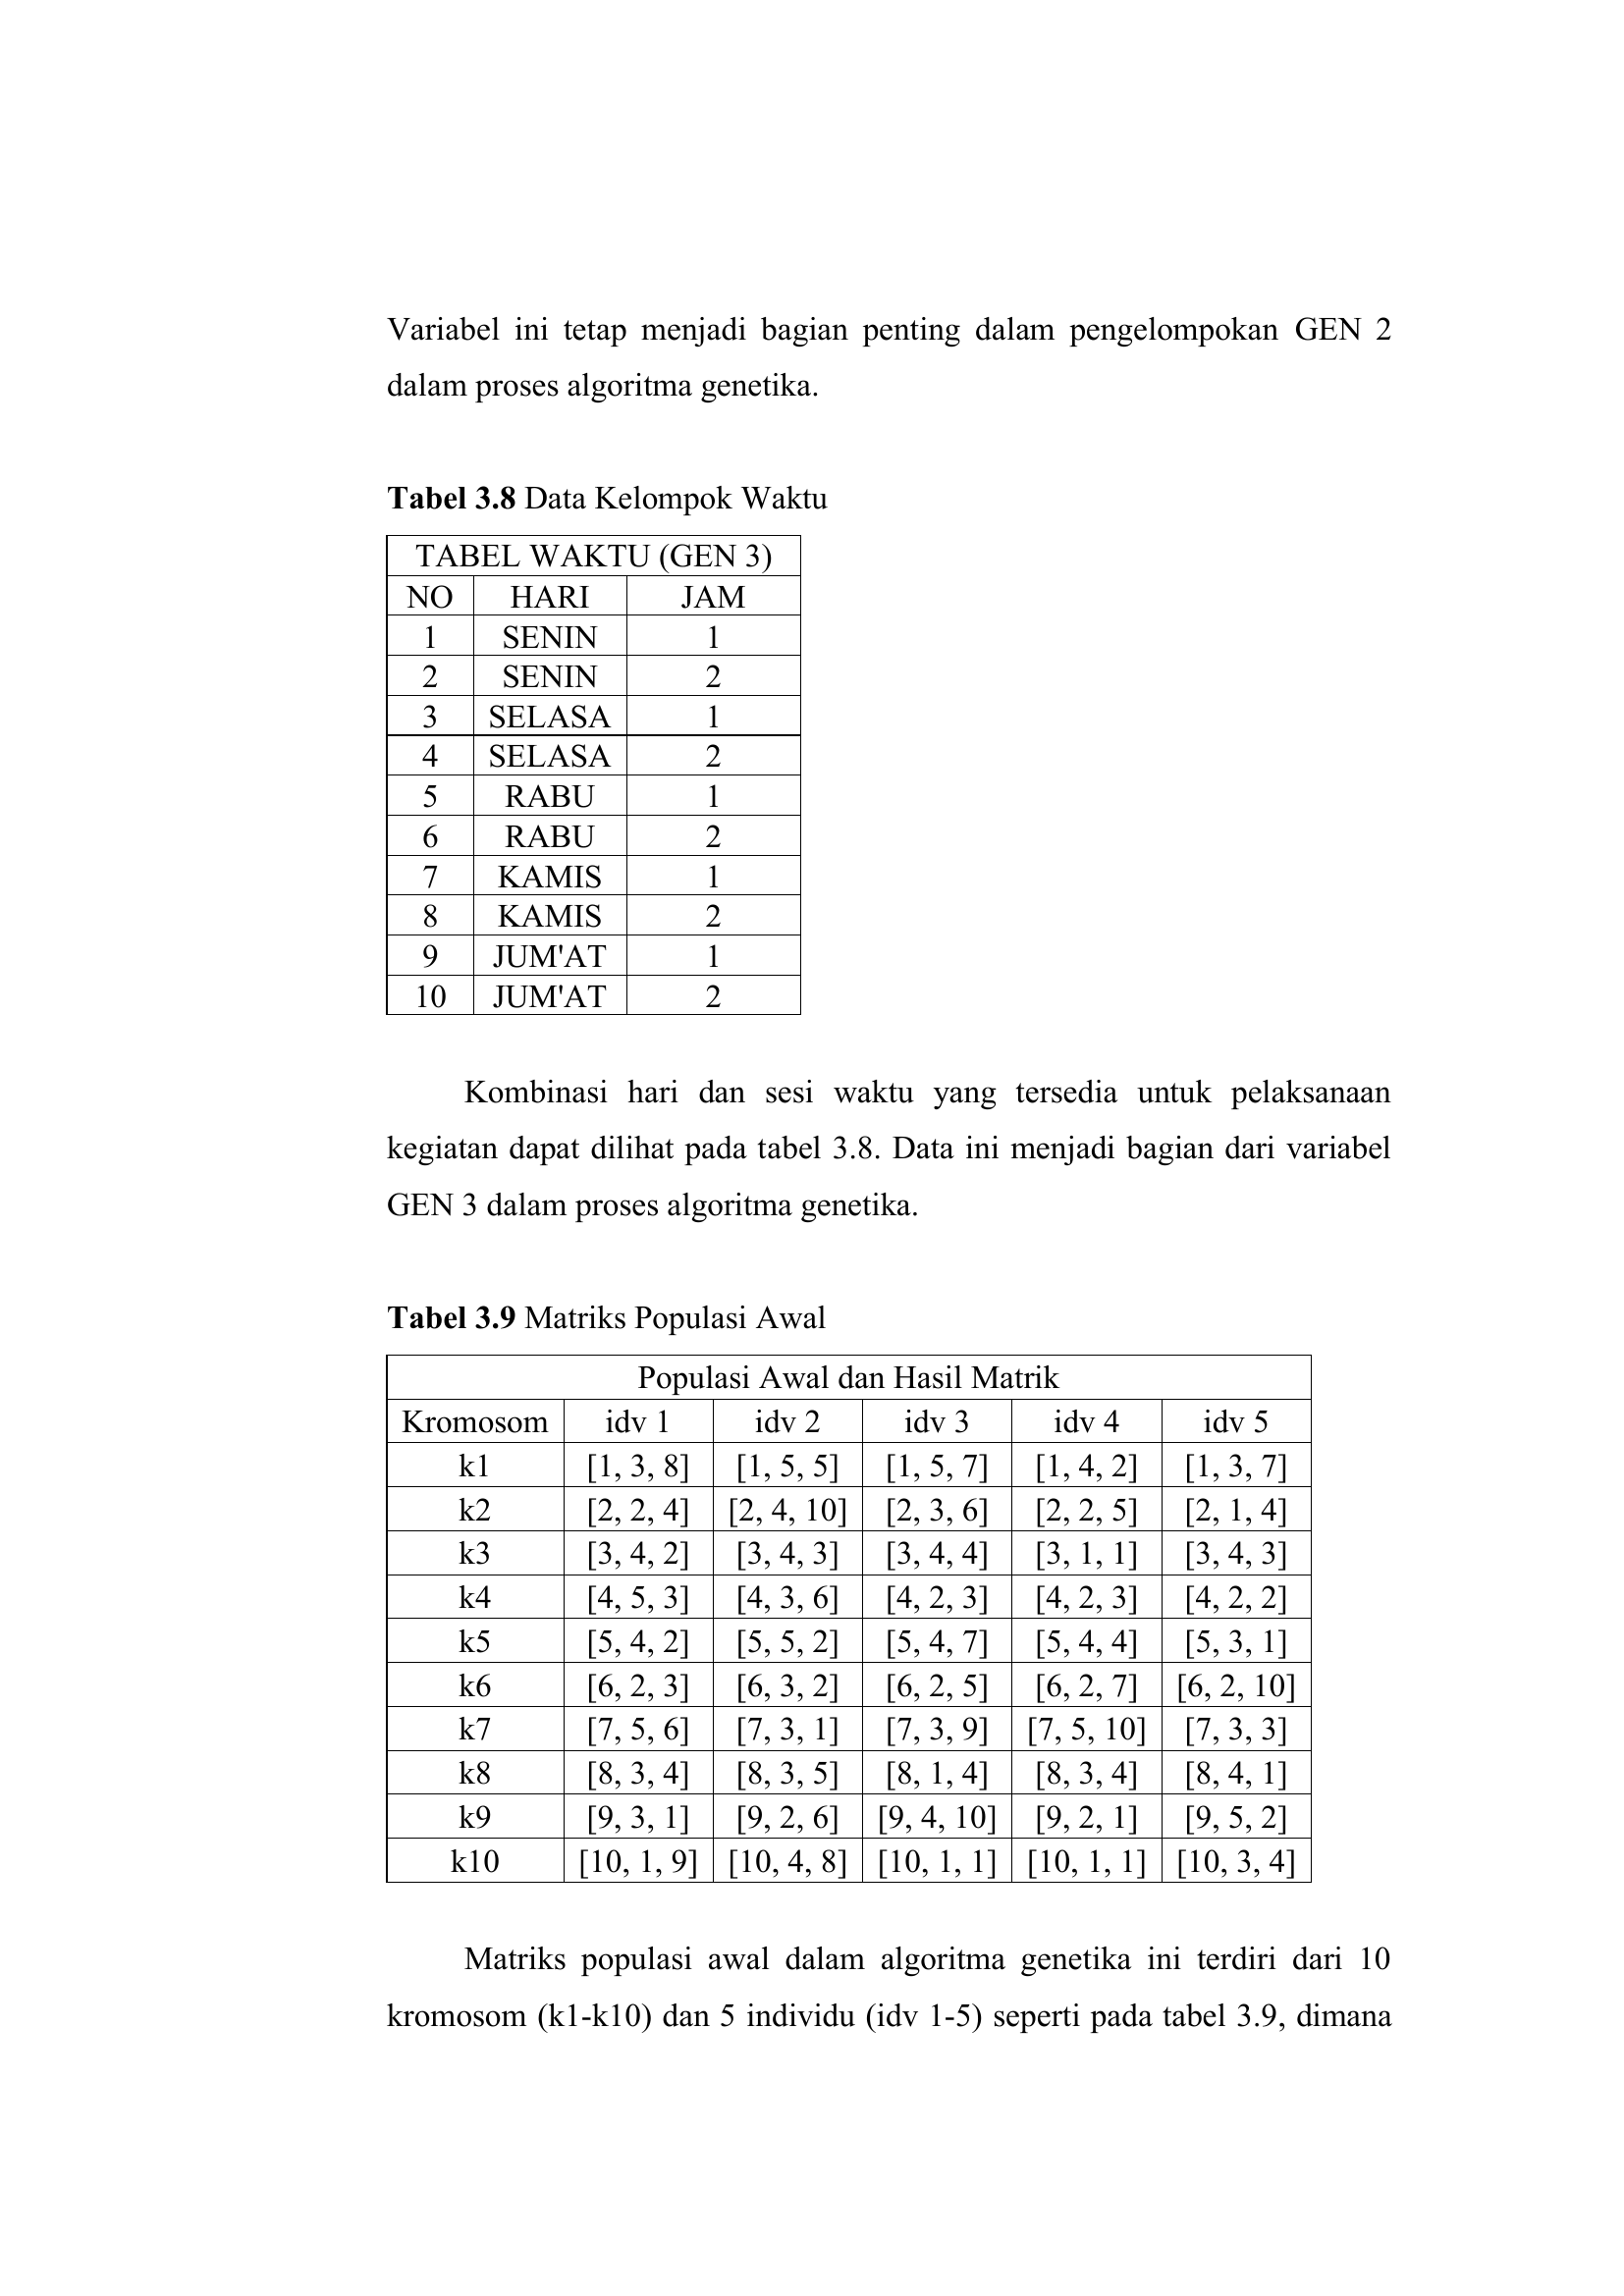 Variabel ini tetap menjadi bagian penting dalam pengelompokan GEN 2
dalam proses algoritma genetika.
Tabel 3.8 Data Kelompok Waktu
TABEL WAKTU (GEN 3)
NO HARI JAM
1 SENIN 1
2 SENIN 2
3 SELASA 1
4 SELASA 2
5 RABU 1
6 RABU 2
7 KAMIS 1
8 KAMIS 2
9 JUM'AT 1
10 JUM'AT 2
Kombinasi hari dan sesi waktu yang tersedia untuk pelaksanaan
kegiatan dapat dilihat pada tabel 3.8. Data ini menjadi bagian dari variabel
GEN 3 dalam proses algoritma genetika.
Tabel 3.9 Matriks Populasi Awal
Populasi Awal dan Hasil Matrik
Kromosom idv 1 idv 2 idv 3 idv 4 idv 5
k1 [1, 3, 8] [1, 5, 5] [1, 5, 7] [1, 4, 2] [1, 3, 7]
k2 [2, 2, 4] [2, 4, 10] [2, 3, 6] [2, 2, 5] [2, 1, 4]
k3 [3, 4, 2] [3, 4, 3] [3, 4, 4] [3, 1, 1] [3, 4, 3]
k4 [4, 5, 3] [4, 3, 6] [4, 2, 3] [4, 2, 3] [4, 2, 2]
k5 [5, 4, 2] [5, 5, 2] [5, 4, 7] [5, 4, 4] [5, 3, 1]
k6 [6, 2, 3] [6, 3, 2] [6, 2, 5] [6, 2, 7] [6, 2, 10]
k7 [7, 5, 6] [7, 3, 1] [7, 3, 9] [7, 5, 10] [7, 3, 3]
k8 [8, 3, 4] [8, 3, 5] [8, 1, 4] [8, 3, 4] [8, 4, 1]
k9 [9, 3, 1] [9, 2, 6] [9, 4, 10] [9, 2, 1] [9, 5, 2]
k10 [10, 1, 9] [10, 4, 8] [10, 1, 1] [10, 1, 1] [10, 3, 4]
Matriks populasi awal dalam algoritma genetika ini terdiri dari 10
kromosom (k1-k10) dan 5 individu (idv 1-5) seperti pada tabel 3.9, dimana